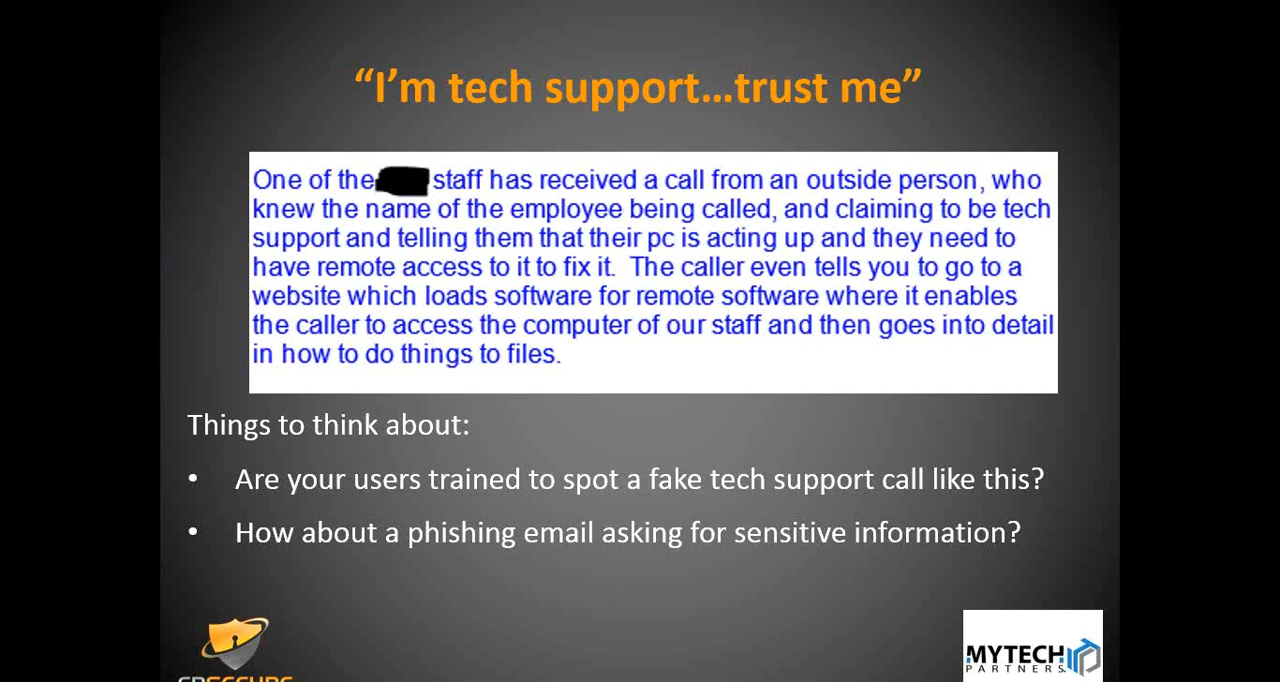 “I’m tech support…trust me”
One of the staff has received a call from an outside person, who
knew the name of the employee being called, and claiming to be tech
support and telling them that their pc is acting up and they need to
have remote access to it to fix it.  The caller even tells you to go to a
website which loads software for remote software where it enables
the caller to access the computer of our staff and then goes into detail
in how to do things to files.
Things to think about:
• Are your users trained to spot a fake tech support call like this?
• How about a phishing email asking for sensitive information?
MYTECH
PARTNERS